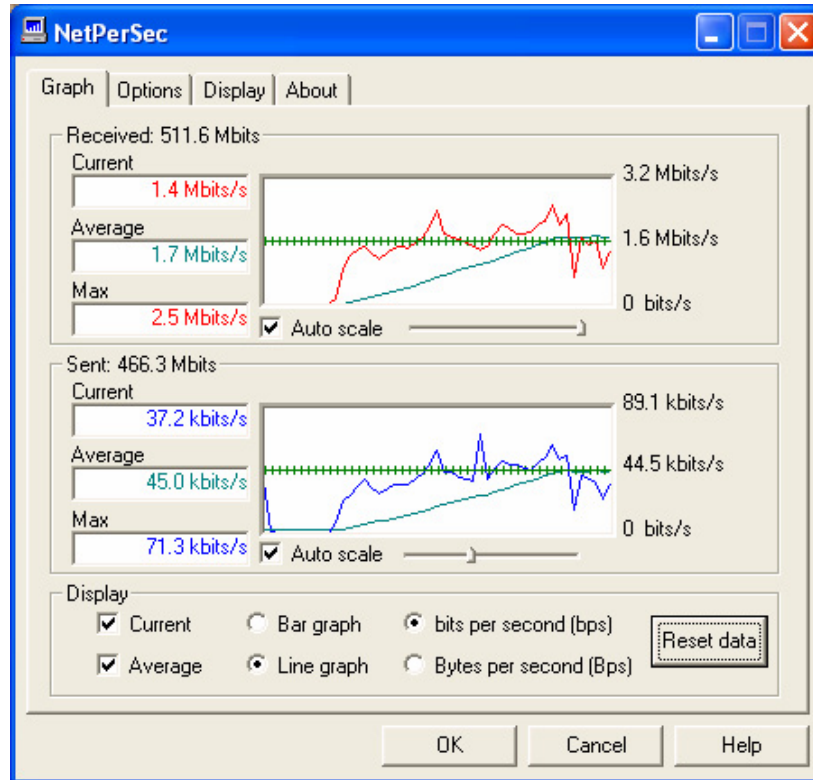 NetPerSec
Graph Options Display About
Received: 511.6 Mbits
Current
1.4 Mbits/s
Average
1.7 Mbits/s
Max
2.5 Mbits/s
3.2 Mbits/s
1.6 Mbits/s
0 bits/s
Auto scale
Sent: 466.3 Mbits
Current
37.2 kbits/s
Average
45.0 kbits/s
Max
71.3 kbits/s
89.1 kbits/s
44.5 kbits/s
0 bits/s
Auto scale
Display
Current Bar graph bits per second (bps)
Average Line graph Bytes per second (Bps)
Reset data
OK Cancel Help